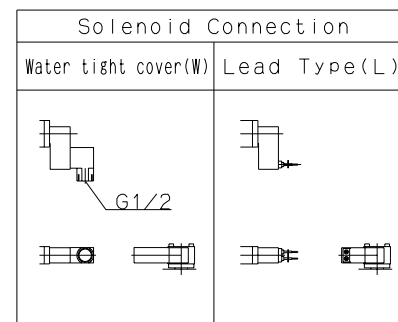 Solenoid Connection
Water tight cover(W)
Lead Type(L)
G1/2